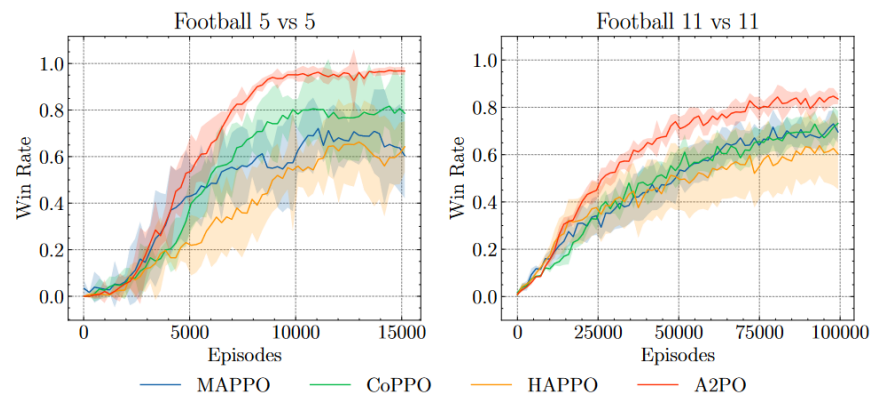 Football 5 vs 5
Football 11 vs 11
Win Rate
1.0
0.8
0.6
0.4
0.2
0.0
0
5000
10000
15000
Episodes
Win Rate
1.0
0.8
0.6
0.4
0.2
0.0
0
25000
50000
75000
100000
Episodes
MAPPO
CoPPO
HAPPO
A2PO